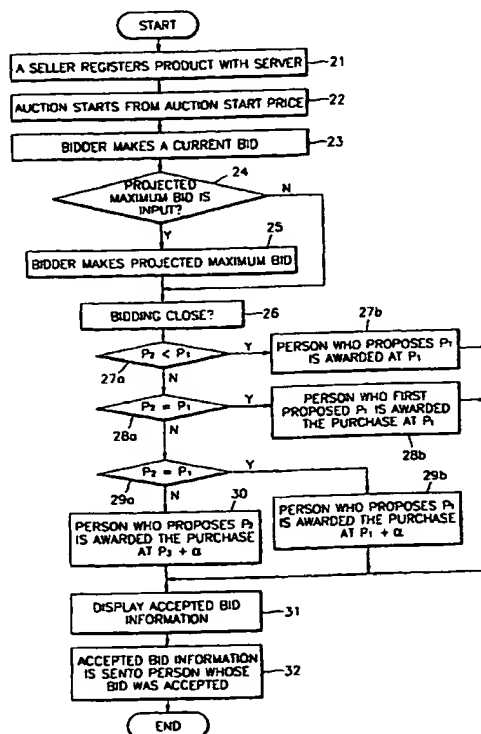 START
A SELLER REGISTERS PRODUCT WITH SERVER
21
AUCTION STARTS FROM AUCTION START PRICE
22
BIDDER MAKES A CURRENT BID
23
24
PROJECTED
MAXIMUM BID IS
INPUT?
N
Y
25
BIDDER MAKES PROJECTED MAXIMUM BID
BIDDING CLOSE?
26
27b
P₂ < P₁
Y
PERSON WHO PROPOSES P₁
IS AWARDED AT P₁
27a
N
P₂ = P₁
Y
PERSON WHO FIRST
PROPOSED P₁ IS AWARDED
THE PURCHASE AT P₁
28a
N
28b
P₂ = P₁
Y
29a
N
30
29b
PERSON WHO PROPOSES
IS AWARDED THE PURCHASE
AT P₃ + α
PERSON WHO PROPOSES
IS AWARDED THE PURCHASE
AT P₁ + α
DISPLAY ACCEPTED BID
INFORMATION
31
ACCEPTED BID INFORMATION
IS SENTO PERSON WHOSE
BID WAS ACCEPTED
32
END